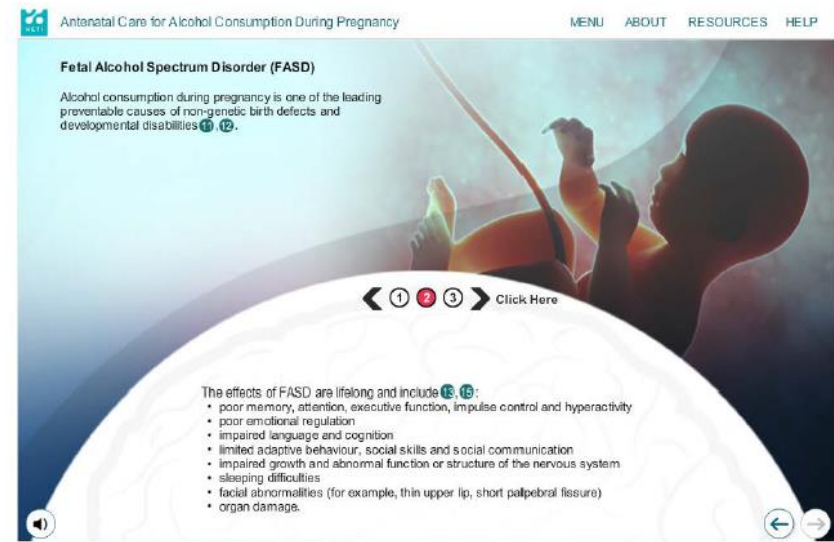 HETI
Antenatal Care for Alcohol Consumption During Pregnancy
MENU ABOUT RESOURCES HELP
Fetal Alcohol Spectrum Disorder (FASD)
Alcohol consumption during pregnancy is one of the leading
preventable causes of non-genetic birth defects and
developmental disabilities 11, 12.
1 2 3 Click Here
The effects of FASD are lifelong and include 13, 15:
• poor memory, attention, executive function, impulse control and hyperactivity
• poor emotional regulation
• impaired language and cognition
• limited adaptive behaviour, social skills and social communication
• impaired growth and abnormal function or structure of the nervous system
• sleeping difficulties
• facial abnormalities (for example, thin upper lip, short palpebral fissure)
• organ damage.